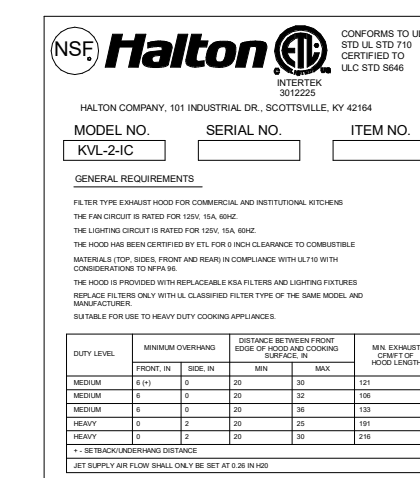 NSF
Halton
ETL
C LISTED US
INTERTEK
3012225
CONFORMS TO UL
STD UL STD 710
CERTIFIED TO
ULC STD S646
HALTON COMPANY, 101 INDUSTRIAL DR., SCOTTSVILLE, KY 42164
MODEL NO. SERIAL NO. ITEM NO.
KVL-2-IC
GENERAL REQUIREMENTS
FILTER TYPE EXHAUST HOOD FOR COMMERCIAL AND INSTITUTIONAL KITCHENS
THE FAN CIRCUIT IS RATED FOR 125V, 15A, 60HZ.
THE LIGHTING CIRCUIT IS RATED FOR 125V, 15A, 60HZ.
THE HOOD HAS BEEN CERTIFIED BY ETL FOR 0 INCH CLEARANCE TO COMBUSTIBLE
MATERIALS (TOP, SIDES, FRONT AND REAR) IN COMPLIANCE WITH UL710 WITH
CONSIDERATIONS TO NFPA 96.
THE HOOD IS PROVIDED WITH REPLACEABLE KSA FILTERS AND LIGHTING FIXTURES
REPLACE FILTERS ONLY WITH UL CLASSIFIED FILTER TYPE OF THE SAME MODEL AND
MANUFACTURER.
SUITABLE FOR USE TO HEAVY DUTY COOKING APPLIANCES.
DUTY LEVEL
MINIMUM OVERHANG
DISTANCE BETWEEN FRONT
EDGE OF HOOD AND COOKING
SURFACE, IN
MIN. EXHAUST
CFM/FT OF
HOOD LENGTH
FRONT, IN SIDE, IN MIN MAX
MEDIUM 6 (+) 0 20 30 121
MEDIUM 6 0 20 32 106
MEDIUM 6 0 20 36 133
HEAVY 0 2 20 25 191
HEAVY 0 2 20 30 216
+ - SETBACK/UNDERHANG DISTANCE
JET SUPPLY AIR FLOW SHALL ONLY BE SET AT 0.26 IN H20